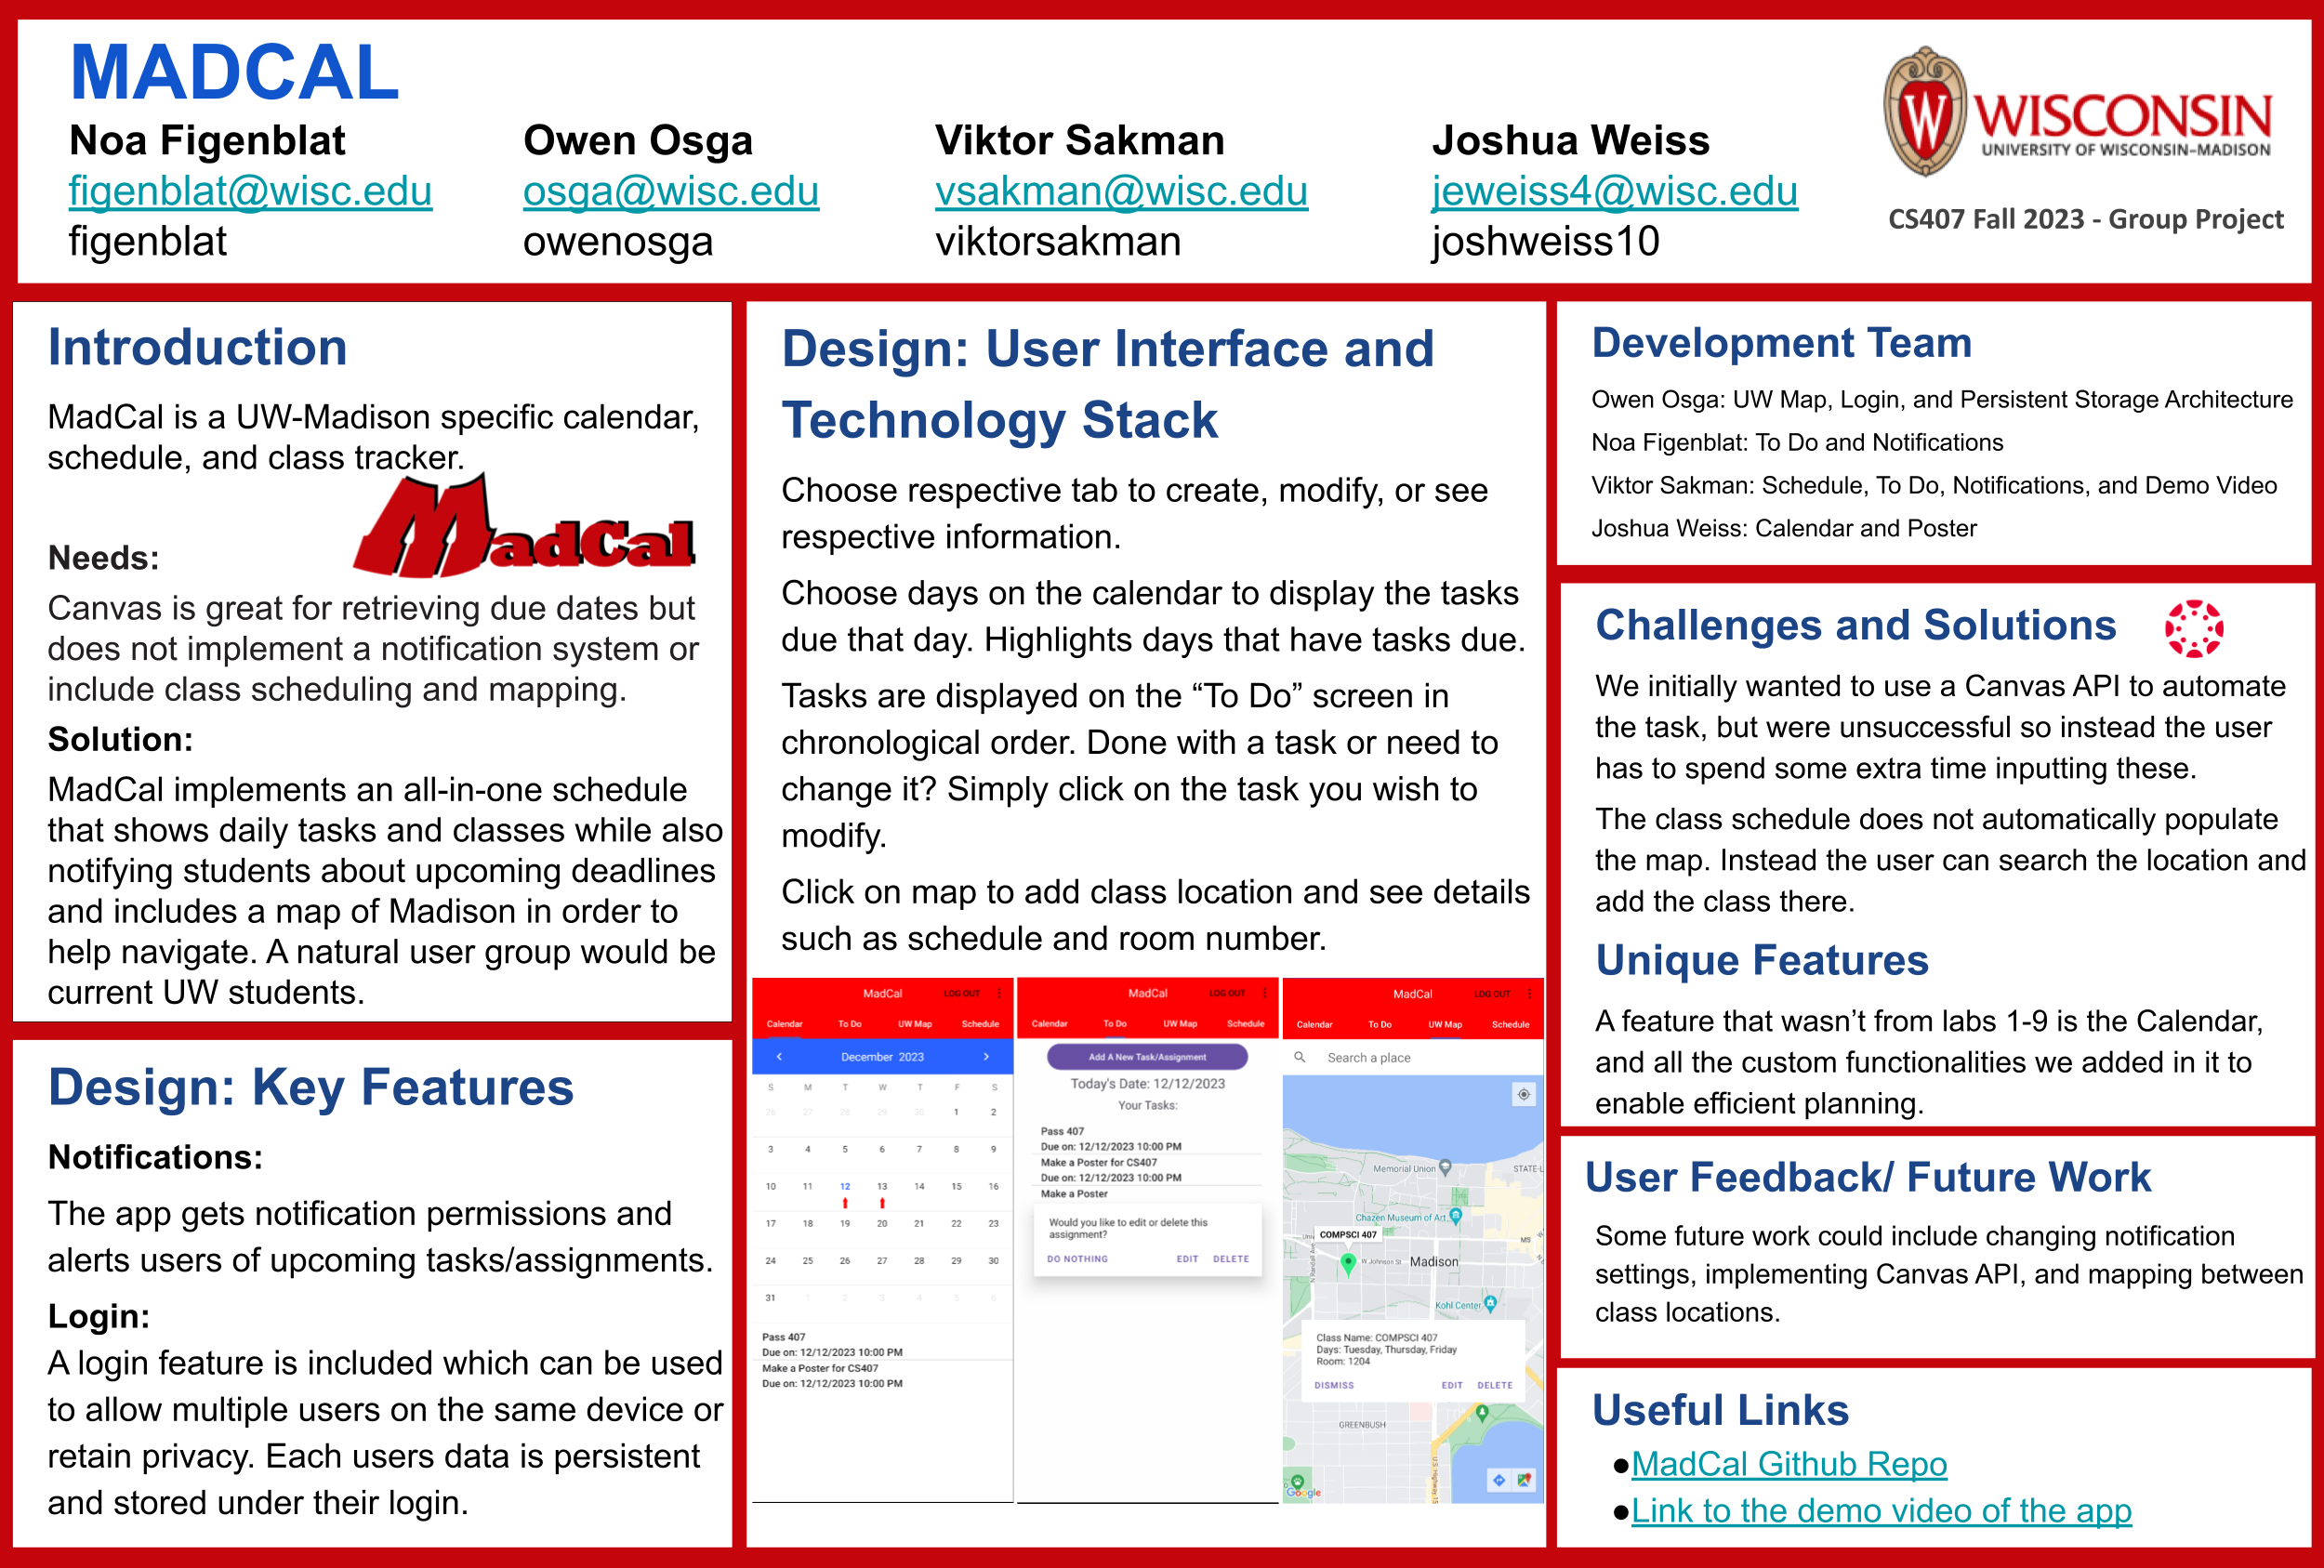 MADCAL
Noa Figenblat
figenblat@wisc.edu
figenblat
Owen Osga
osga@wisc.edu
owenosga
Viktor Sakman
vsakman@wisc.edu
viktorsakman
Joshua Weiss
jeweiss4@wisc.edu
joshweiss10
W WISCONSIN
UNIVERSITY OF WISCONSIN–MADISON
CS407 Fall 2023 - Group Project
Introduction
MadCal is a UW-Madison specific calendar,
schedule, and class tracker.
MadCal
Needs:
Canvas is great for retrieving due dates but
does not implement a notification system or
include class scheduling and mapping.
Solution:
MadCal implements an all-in-one schedule
that shows daily tasks and classes while also
notifying students about upcoming deadlines
and includes a map of Madison in order to
help navigate. A natural user group would be
current UW students.
Design: Key Features
Notifications:
The app gets notification permissions and
alerts users of upcoming tasks/assignments.
Login:
A login feature is included which can be used
to allow multiple users on the same device or
retain privacy. Each users data is persistent
and stored under their login.
Design: User Interface and
Technology Stack
Choose respective tab to create, modify, or see
respective information.
Choose days on the calendar to display the tasks
due that day. Highlights days that have tasks due.
Tasks are displayed on the “To Do” screen in
chronological order. Done with a task or need to
change it? Simply click on the task you wish to
modify.
Click on map to add class location and see details
such as schedule and room number.
MadCal LOG OUT
Calendar To Do UW Map Schedule
December 2023
S M T W T F S
26 27 28 29 30 1 2
3 4 5 6 7 8 9
10 11 12 13 14 15 16
17 18 19 20 21 22 23
24 25 26 27 28 29 30
31 1 2 3 4 5 6
Pass 407
Due on: 12/12/2023 10:00 PM
Make a Poster for CS407
Due on: 12/12/2023 10:00 PM
MadCal LOG OUT
Calendar To Do UW Map Schedule
Add A New Task/Assignment
Today's Date: 12/12/2023
Your Tasks:
Pass 407
Due on: 12/12/2023 10:00 PM
Make a Poster for CS407
Due on: 12/12/2023 10:00 PM
Make a Poster
Would you like to edit or delete this
assignment?
DO NOTHING EDIT DELETE
MadCal LOG OUT
Calendar To Do UW Map Schedule
Search a place
Memorial Union
STATE-L
Chazen Museum of Art
COMPSCI 407
MS
N Randall Ave
W Johnson St
Madison
Kohl Center
Class Name: COMPSCI 407
Days: Tuesday, Thursday, Friday
Room: 1204
DISMISS EDIT DELETE
GREENBUSH
Google
Development Team
Owen Osga: UW Map, Login, and Persistent Storage Architecture
Noa Figenblat: To Do and Notifications
Viktor Sakman: Schedule, To Do, Notifications, and Demo Video
Joshua Weiss: Calendar and Poster
Challenges and Solutions
We initially wanted to use a Canvas API to automate
the task, but were unsuccessful so instead the user
has to spend some extra time inputting these.
The class schedule does not automatically populate
the map. Instead the user can search the location and
add the class there.
Unique Features
A feature that wasn’t from labs 1-9 is the Calendar,
and all the custom functionalities we added in it to
enable efficient planning.
User Feedback/ Future Work
Some future work could include changing notification
settings, implementing Canvas API, and mapping between
class locations.
Useful Links
●MadCal Github Repo
●Link to the demo video of the app